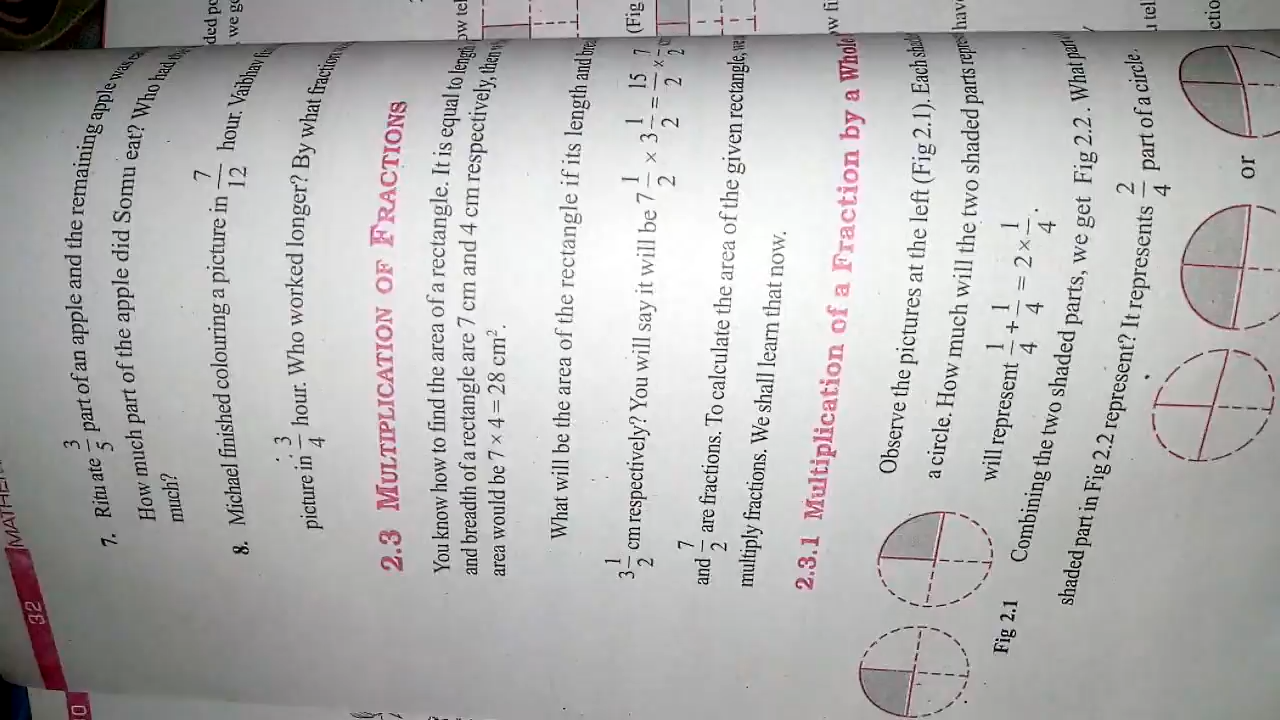 32
MATHE
7. Ritu ate 3/5 part of an apple and the remaining apple was
How much part of the apple did Somu eat? Who had
much?
8. Michael finished colouring a picture in 7/12 hour. Vaibhav
picture in 3/4 hour. Who worked longer? By what fraction
2.3 MULTIPLICATION OF FRACTIONS
You know how to find the area of a rectangle. It is equal to length
and breadth of a rectangle are 7 cm and 4 cm respectively, then
area would be 7 × 4 = 28 cm².
What will be the area of the rectangle if its length and
3 1/2 cm respectively? You will say it will be 7 1/2 × 3 1/2 = 15/2 × 7/2
and 7/2 are fractions. To calculate the area of the given rectangle,
multiply fractions. We shall learn that now.
2.3.1 Multiplication of a Fraction by a Whole
Observe the pictures at the left (Fig 2.1). Each
a circle. How much will the two shaded parts
will represent 1/4 + 1/4 = 2 × 1/4.
Fig 2.1
Combining the two shaded parts, we get Fig 2.2. What
shaded part in Fig 2.2 represent? It represents 2/4 part of a circle.
or
(Fig